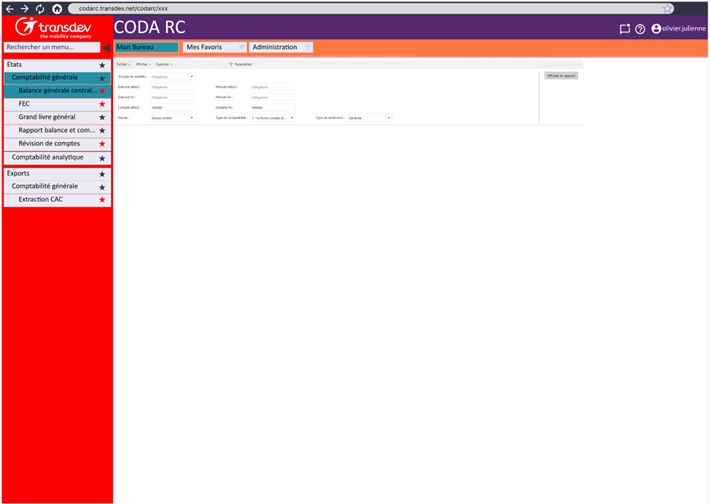 codarc.transdev.net/codarc/xxx
transdev
the mobility company
CODA RC
olivier.julienne
Rechercher un menu...
Mon Bureau
Mes Favoris
Administration
Etats
Comptabilité générale
Balance générale central...
FEC
Grand livre général
Rapport balance et com...
Révision de comptes
Comptabilité analytique
Exports
Comptabilité générale
Extraction CAC
Fichier Afficher Exporter
Paramètres
Afficher le rapport
Groupe de sociétés : Obligatoire
Exercice début : Obligatoire Période début : Obligatoire
Exercice fin : Obligatoire Période fin : Obligatoire
Compte début : Compte fin :
Devise : Devise société Type de comptabilité : Type de restitution : Générale